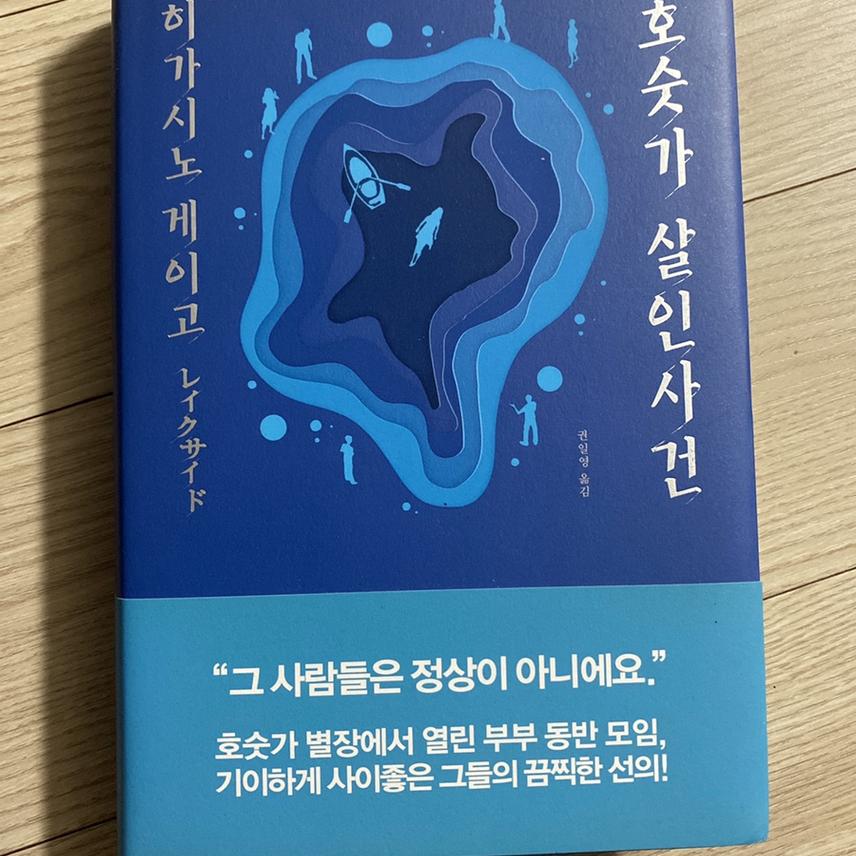 호숫가 살인사건
히가시노 게이고
レイクサイド
권일영 옮김
“그 사람들은 정상이 아니에요.”
호숫가 별장에서 열린 부부 동반 모임,
기이하게 사이좋은 그들의 끔찍한 선의!